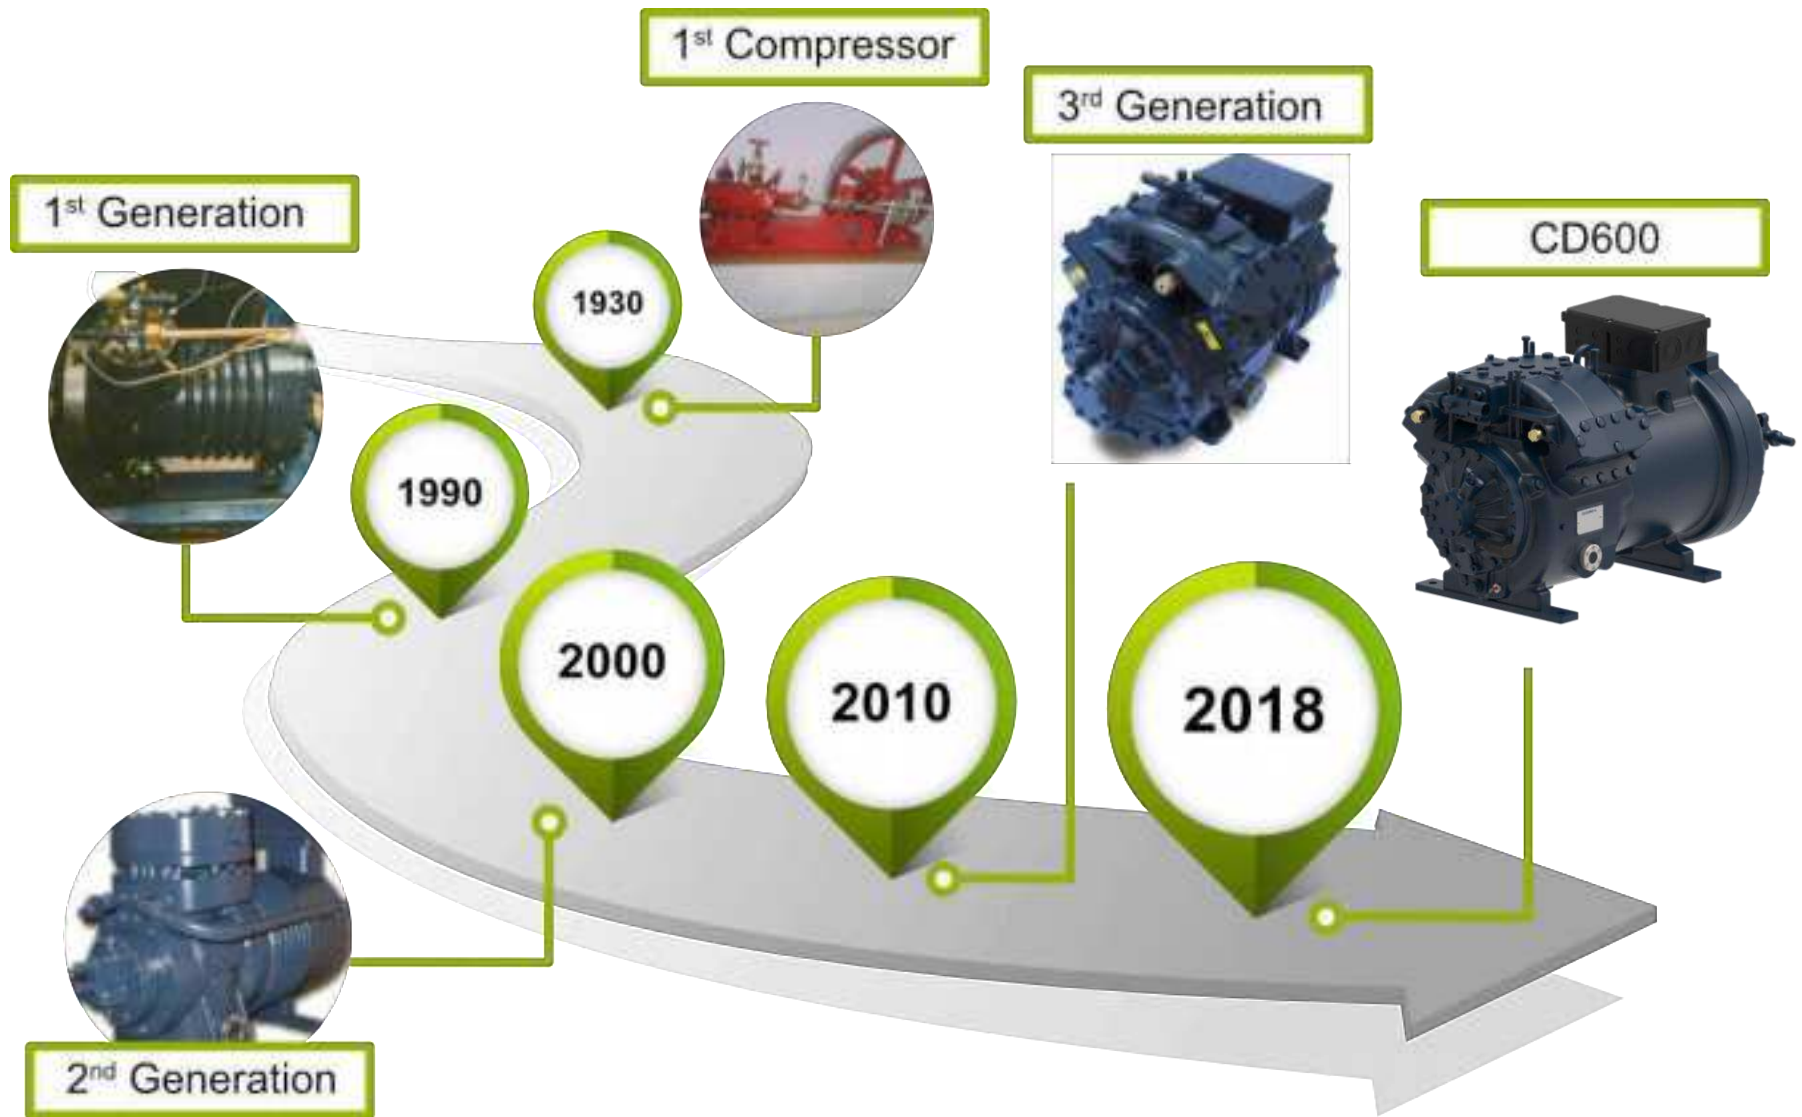 1st Compressor
3rd Generation
1st Generation
CD600
1930
1990
2000
2010
2018
2nd Generation